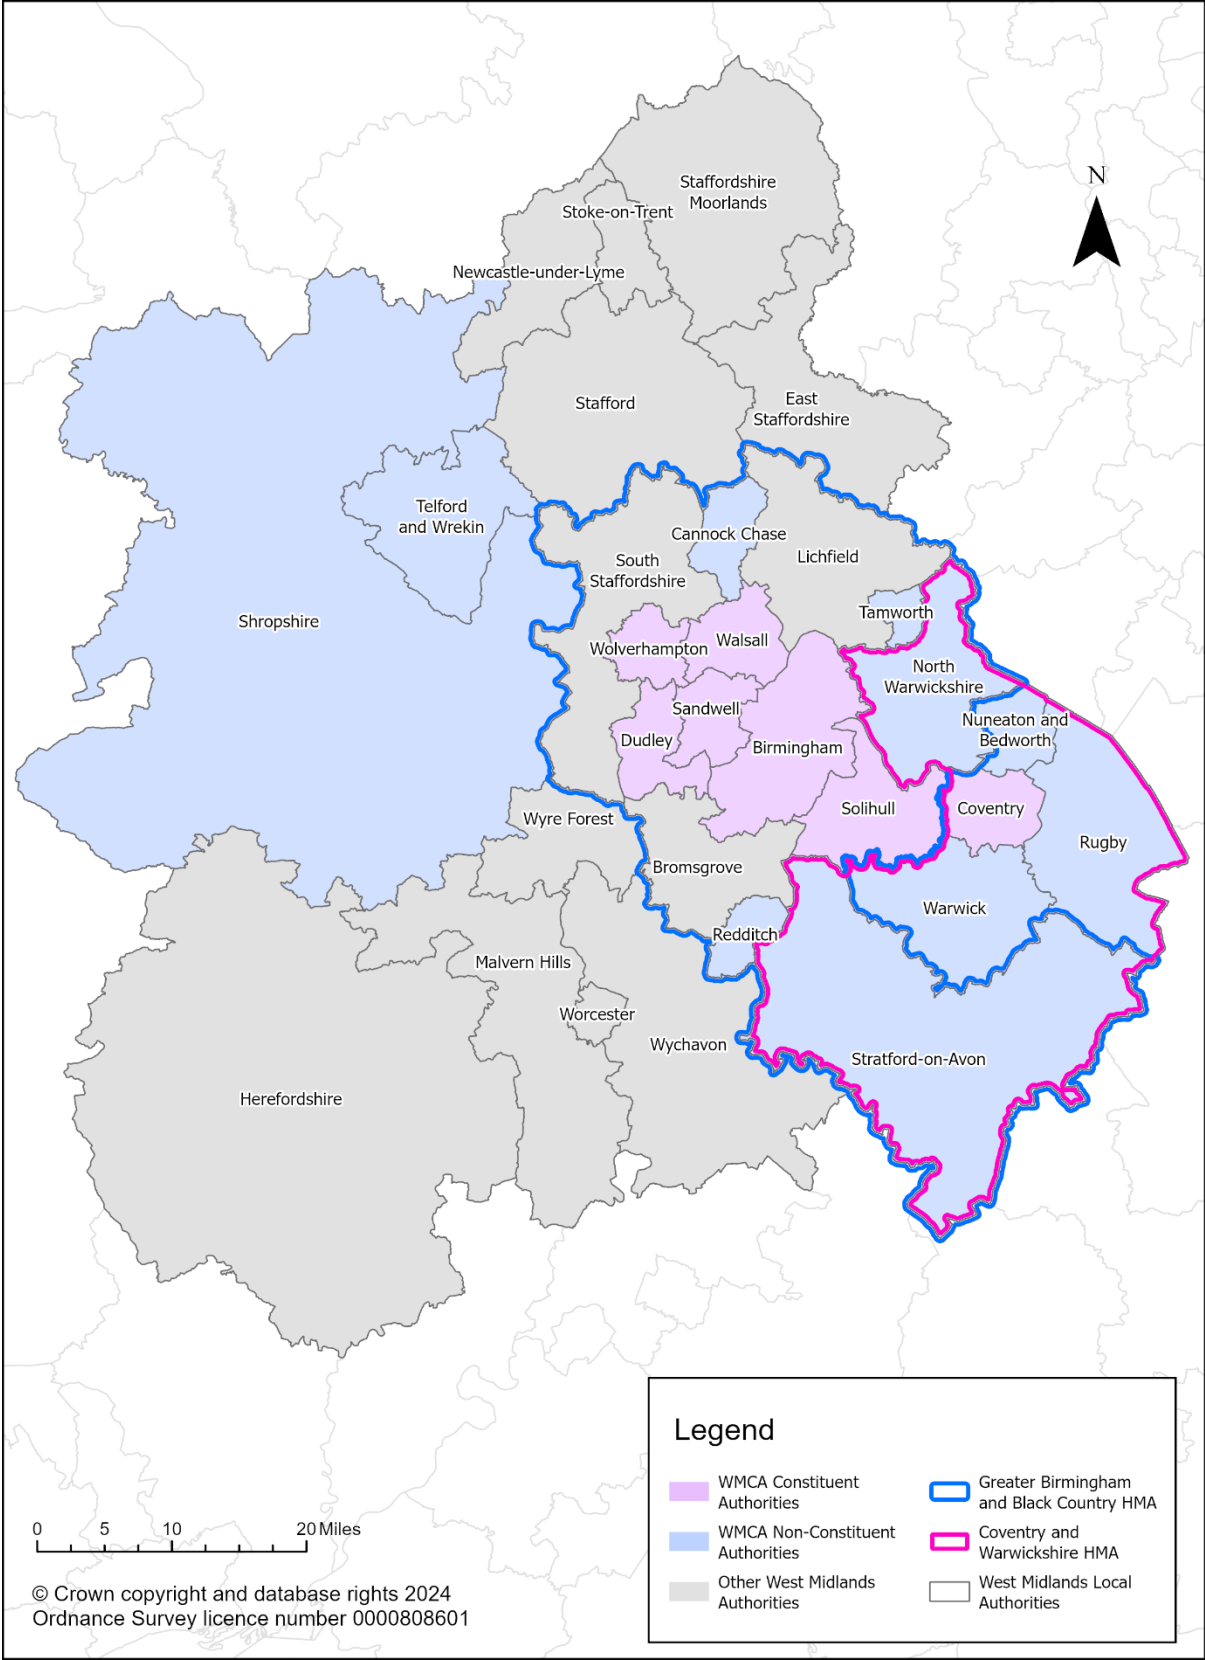 N
Staffordshire
Moorlands
Stoke-on-Trent
Newcastle-under-Lyme
Stafford
East
Staffordshire
Telford
and Wrekin
Cannock Chase
South
Staffordshire
Lichfield
Tamworth
Shropshire
Wolverhampton
Walsall
North
Warwickshire
Sandwell
Nuneaton and
Bedworth
Dudley
Birmingham
Solihull
Coventry
Wyre Forest
Rugby
Bromsgrove
Warwick
Redditch
Malvern Hills
Worcester
Wychavon
Stratford-on-Avon
Herefordshire
Legend
WMCA Constituent
Authorities
WMCA Non-Constituent
Authorities
Other West Midlands
Authorities
Greater Birmingham
and Black Country HMA
Coventry and
Warwickshire HMA
West Midlands Local
Authorities
0 5 10 20 Miles
© Crown copyright and database rights 2024
Ordnance Survey licence number 0000808601